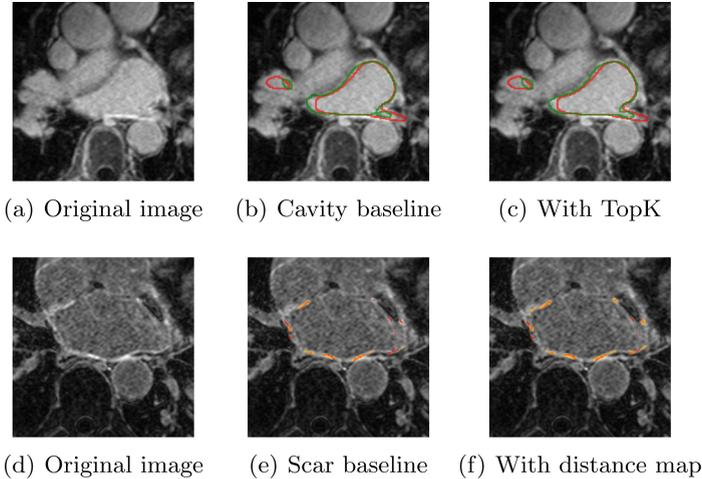 (a) Original image (b) Cavity baseline (c) With TopK
(d) Original image (e) Scar baseline (f) With distance map